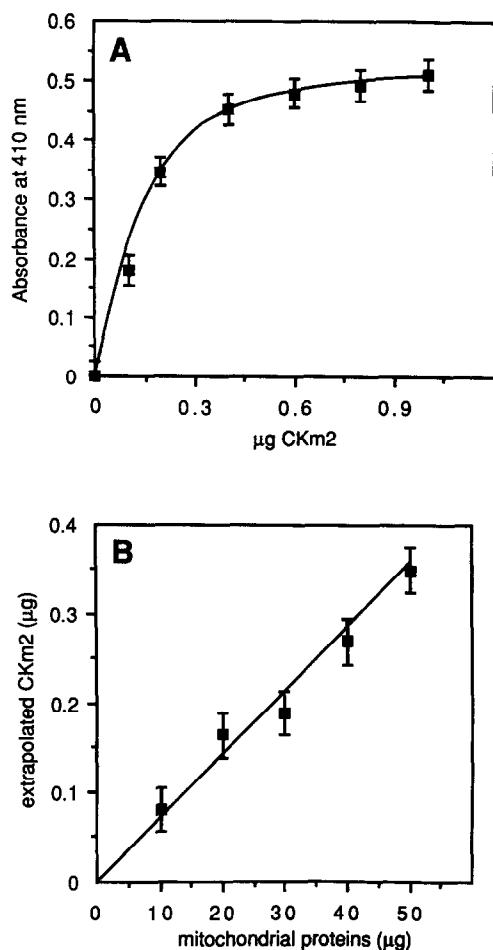 A
Absorbance at 410 nm
0.6
0.5
0.4
0.3
0.2
0.1
0
0 0.3 0.6 0.9
µg CKm2
B
extrapolated CKm2 (µg)
0.4
0.3
0.2
0.1
0
0 10 20 30 40 50
mitochondrial proteins (µg)